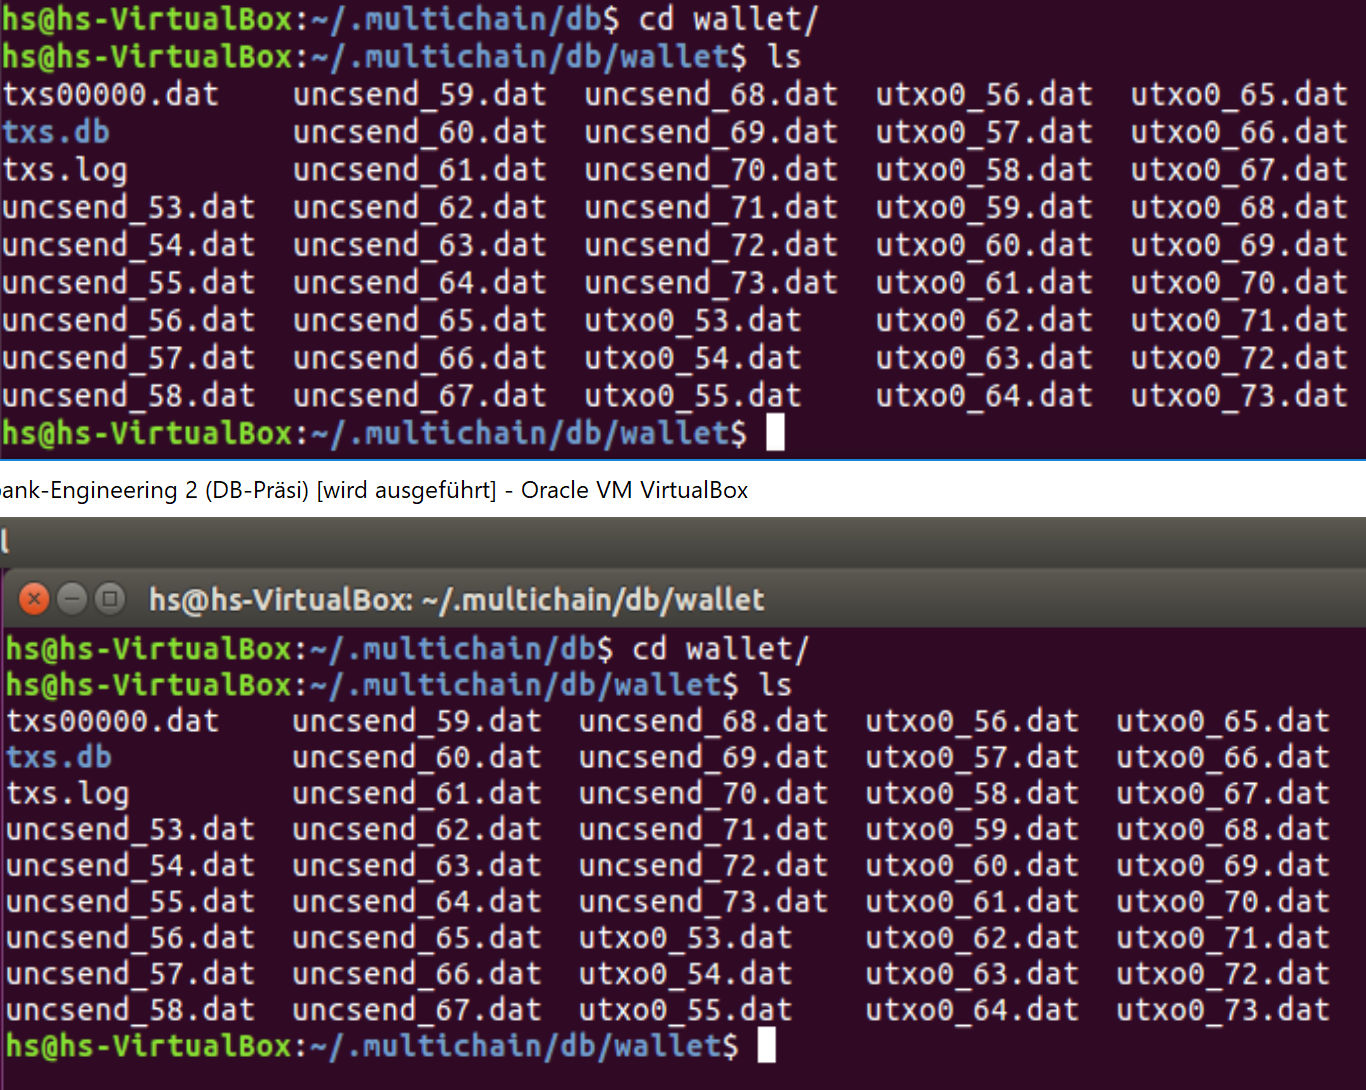 hs@hs-VirtualBox:~/.multichain/db$ cd wallet/
hs@hs-VirtualBox:~/.multichain/db/wallet$ ls
txs00000.dat uncsend_59.dat uncsend_68.dat utxo0_56.dat utxo0_65.dat
txs.db uncsend_60.dat uncsend_69.dat utxo0_57.dat utxo0_66.dat
txs.log uncsend_61.dat uncsend_70.dat utxo0_58.dat utxo0_67.dat
uncsend_53.dat uncsend_62.dat uncsend_71.dat utxo0_59.dat utxo0_68.dat
uncsend_54.dat uncsend_63.dat uncsend_72.dat utxo0_60.dat utxo0_69.dat
uncsend_55.dat uncsend_64.dat uncsend_73.dat utxo0_61.dat utxo0_70.dat
uncsend_56.dat uncsend_65.dat utxo0_53.dat utxo0_62.dat utxo0_71.dat
uncsend_57.dat uncsend_66.dat utxo0_54.dat utxo0_63.dat utxo0_72.dat
uncsend_58.dat uncsend_67.dat utxo0_55.dat utxo0_64.dat utxo0_73.dat
hs@hs-VirtualBox:~/.multichain/db/wallet$
ank-Engineering 2 (DB-Präsi) [wird ausgeführt] - Oracle VM VirtualBox
l
hs@hs-VirtualBox: ~/.multichain/db/wallet
hs@hs-VirtualBox:~/.multichain/db$ cd wallet/
hs@hs-VirtualBox:~/.multichain/db/wallet$ ls
txs00000.dat uncsend_59.dat uncsend_68.dat utxo0_56.dat utxo0_65.dat
txs.db uncsend_60.dat uncsend_69.dat utxo0_57.dat utxo0_66.dat
txs.log uncsend_61.dat uncsend_70.dat utxo0_58.dat utxo0_67.dat
uncsend_53.dat uncsend_62.dat uncsend_71.dat utxo0_59.dat utxo0_68.dat
uncsend_54.dat uncsend_63.dat uncsend_72.dat utxo0_60.dat utxo0_69.dat
uncsend_55.dat uncsend_64.dat uncsend_73.dat utxo0_61.dat utxo0_70.dat
uncsend_56.dat uncsend_65.dat utxo0_53.dat utxo0_62.dat utxo0_71.dat
uncsend_57.dat uncsend_66.dat utxo0_54.dat utxo0_63.dat utxo0_72.dat
uncsend_58.dat uncsend_67.dat utxo0_55.dat utxo0_64.dat utxo0_73.dat
hs@hs-VirtualBox:~/.multichain/db/wallet$